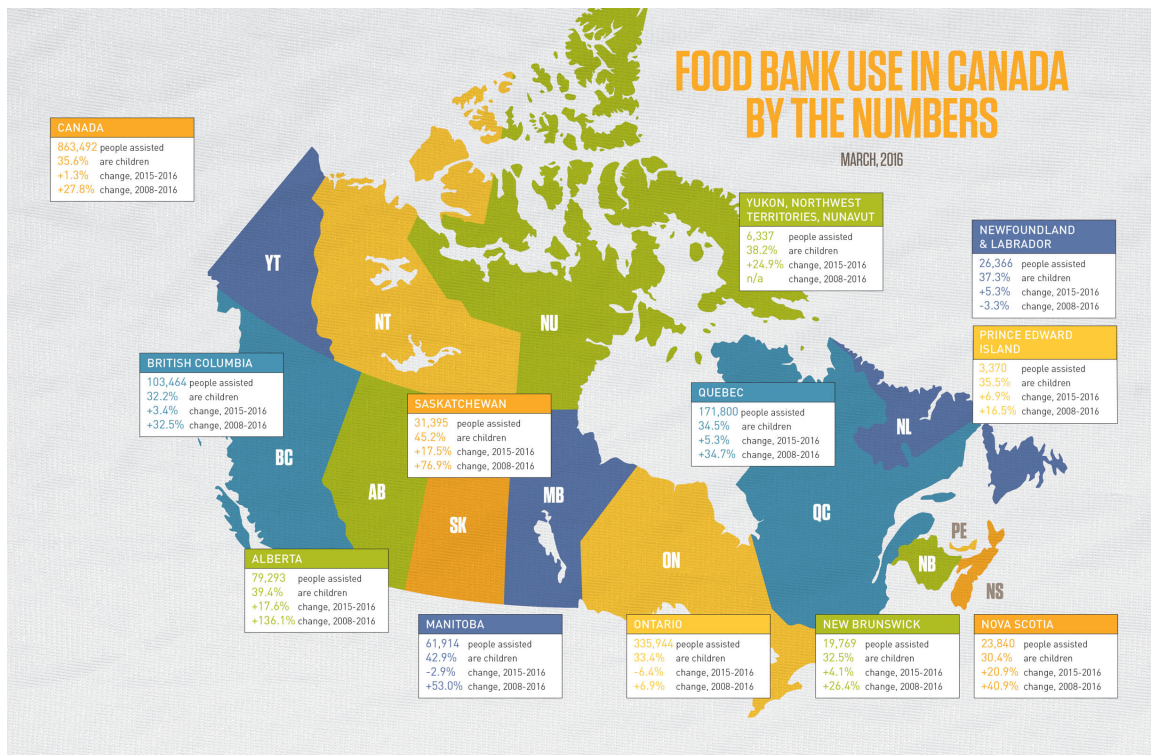 FOOD BANK USE IN CANADA
BY THE NUMBERS
MARCH, 2016
CANADA
863,492 people assisted
35.6% are children
+1.3% change, 2015-2016
+27.8% change, 2008-2016
YUKON, NORTHWEST
TERRITORIES, NUNAVUT
6,337 people assisted
38.2% are children
+24.9% change, 2015-2016
n/a change, 2008-2016
NEWFOUNDLAND
& LABRADOR
26,366 people assisted
37.3% are children
+5.3% change, 2015-2016
-3.3% change, 2008-2016
PRINCE EDWARD
ISLAND
3,370 people assisted
35.5% are children
+6.9% change, 2015-2016
+16.5% change, 2008-2016
BRITISH COLUMBIA
103,464 people assisted
32.2% are children
+3.4% change, 2015-2016
+32.5% change, 2008-2016
SASKATCHEWAN
31,395 people assisted
45.2% are children
+17.5% change, 2015-2016
+76.9% change, 2008-2016
QUEBEC
171,800 people assisted
34.5% are children
+5.3% change, 2015-2016
+34.7% change, 2008-2016
YT
NT
NU
BC
AB
SK
MB
ON
QC
NL
PE
NB
NS
ALBERTA
79,293 people assisted
39.4% are children
+17.6% change, 2015-2016
+136.1% change, 2008-2016
MANITOBA
61,914 people assisted
42.9% are children
-2.9% change, 2015-2016
+53.0% change, 2008-2016
ONTARIO
335,944 people assisted
33.4% are children
-6.4% change, 2015-2016
+6.9% change, 2008-2016
NEW BRUNSWICK
19,769 people assisted
32.5% are children
+4.1% change, 2015-2016
+26.4% change, 2008-2016
NOVA SCOTIA
23,840 people assisted
30.4% are children
+20.9% change, 2015-2016
+40.9% change, 2008-2016